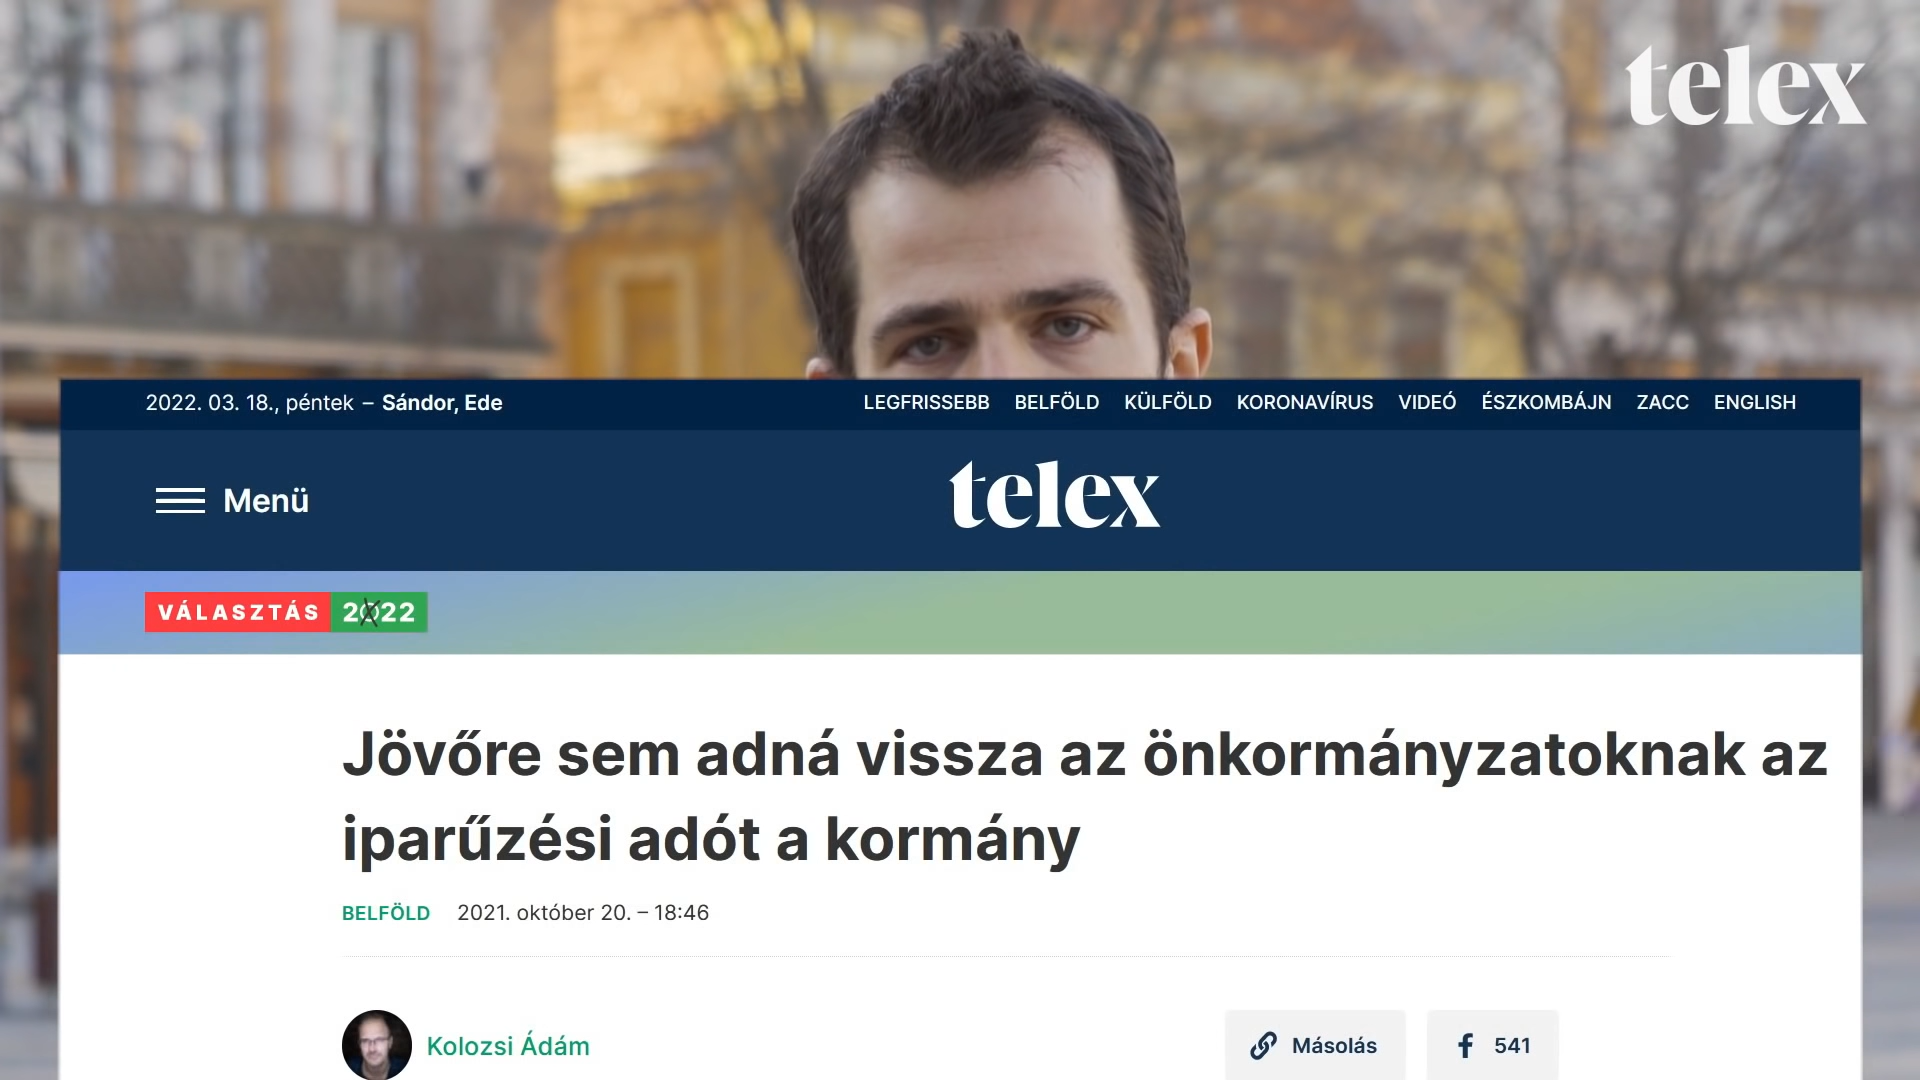 telex
2022. 03. 18., péntek – Sándor, Ede
LEGFRISSEBB BELFÖLD KÜLFÖLD KORONAVÍRUS VIDEÓ ÉSZKOMBÁJN ZACC ENGLISH
Menü
telex
VÁLASZTÁS 2022
Jövőre sem adná vissza az önkormányzatoknak az
iparűzési adót a kormány
BELFÖLD 2021. október 20. – 18:46
Kolozsi Ádám
Másolás
541